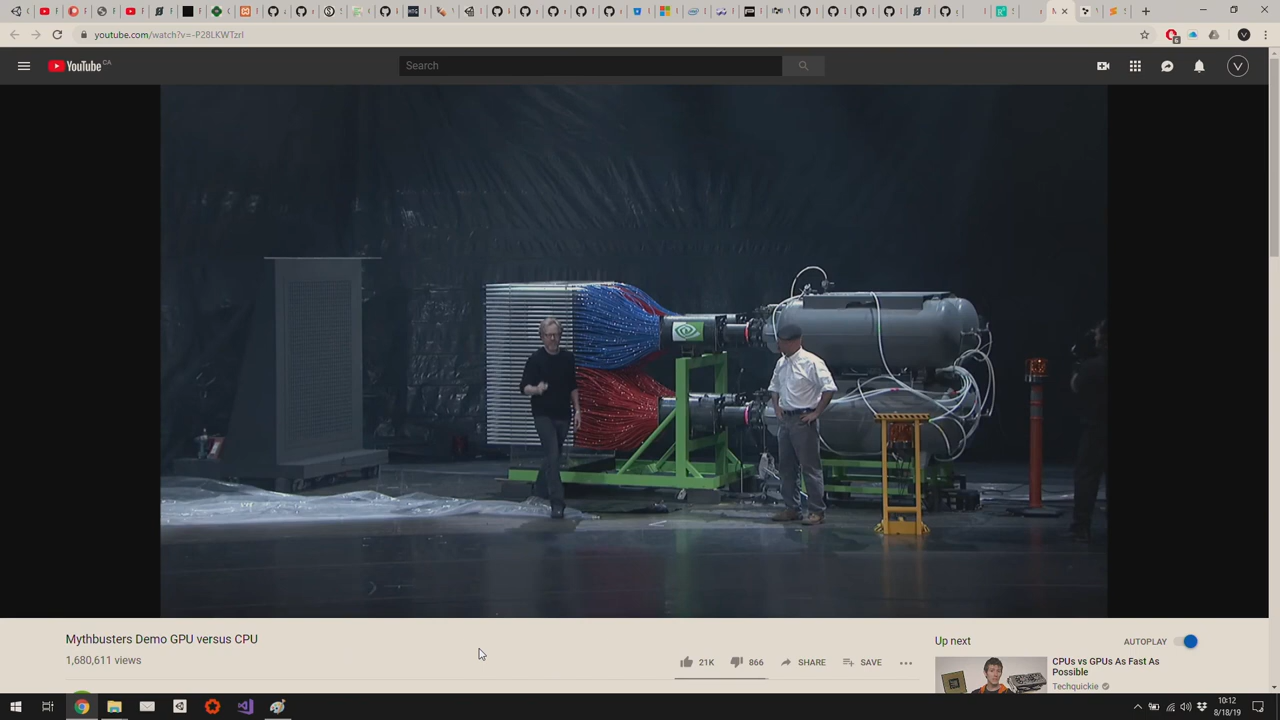 youtube.com/watch?v=-P28LKWTzrI
YouTube CA
Search
Mythbusters Demo GPU versus CPU
1,680,611 views
21K
866
SHARE
SAVE
Up next
AUTOPLAY
CPUs vs GPUs As Fast As
Possible
Techquickie
10:12
8/18/19